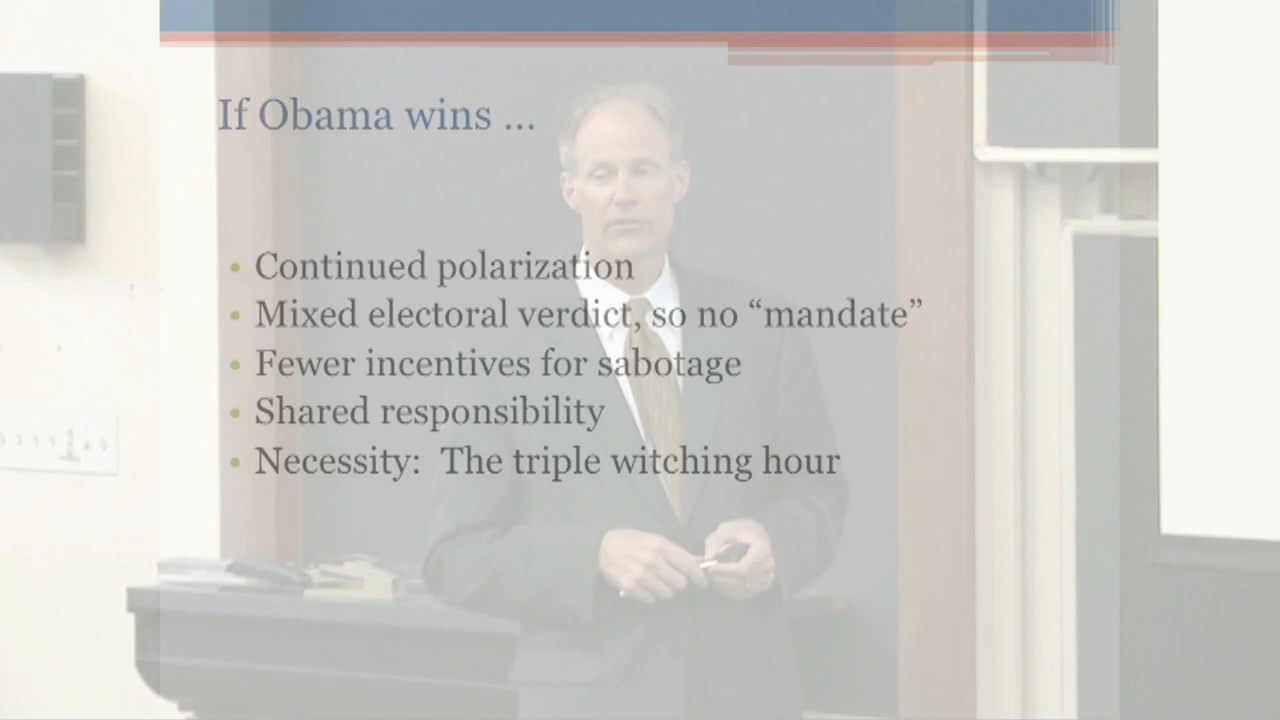 If Obama wins ...
• Continued polarization
• Mixed electoral verdict, so no “mandate”
• Fewer incentives for sabotage
• Shared responsibility
• Necessity:  The triple witching hour